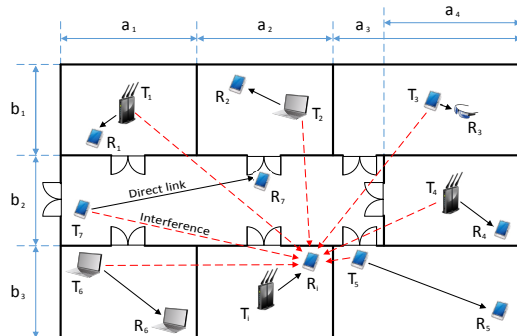 a1 a2 a3 a4
b1
b2
b3
T1
R1
R2
T2
T3
R3
Direct link
R7
T7
Interference
T4
R4
T6
R6
Ti
Ri
T5
R5